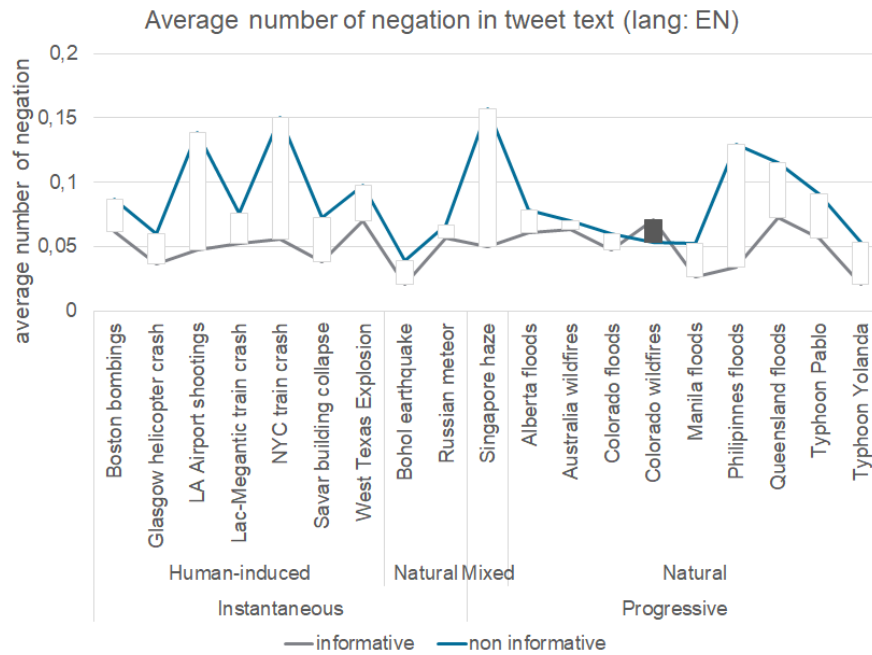 Average number of negation in tweet text (lang: EN)
average number of negation
0,2
0,15
0,1
0,05
0
Boston bombings
Glasgow helicopter crash
LA Airport shootings
Lac-Megantic train crash
NYC train crash
Savar building collapse
West Texas Explosion
Bohol earthquake
Russian meteor
Singapore haze
Alberta floods
Australia wildfires
Colorado floods
Colorado wildfires
Manila floods
Philipinnes floods
Queensland floods
Typhoon Pablo
Typhoon Yolanda
Human-induced
Natural
Mixed
Natural
Instantaneous
Progressive
informative
non informative